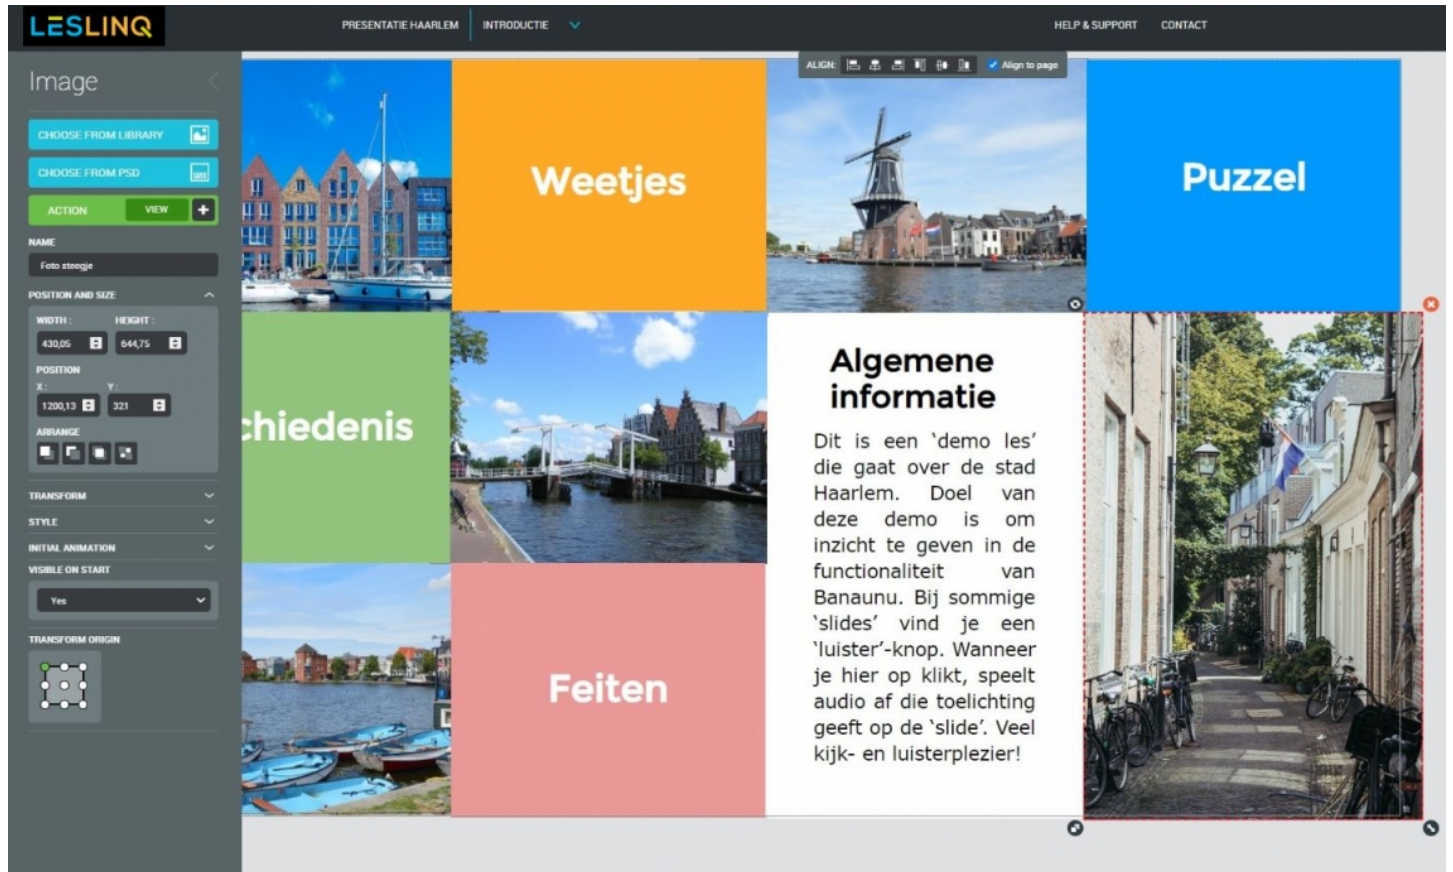 LESLINQ
PRESENTATIE HAARLEM
INTRODUCTIE
HELP & SUPPORT
CONTACT
ALIGN:
Align to page
Image
CHOOSE FROM LIBRARY
CHOOSE FROM PSD
ACTION
VIEW
NAME
Foto steegje
POSITION AND SIZE
WIDTH :
HEIGHT :
430,05
644,75
POSITION
X :
Y :
1200,13
321
ARRANGE
TRANSFORM
STYLE
INITIAL ANIMATION
VISIBLE ON START
Yes
TRANSFORM ORIGIN
Weetjes
Puzzel
chiedenis
Algemene
informatie
Dit is een ‘demo les’
die gaat over de stad
Haarlem. Doel van
deze demo is om
inzicht te geven in de
functionaliteit van
Banaunu. Bij sommige
‘slides’ vind je een
‘luister’-knop. Wanneer
je hier op klikt, speelt
audio af die toelichting
geeft op de ‘slide’. Veel
kijk- en luisterplezier!
Feiten